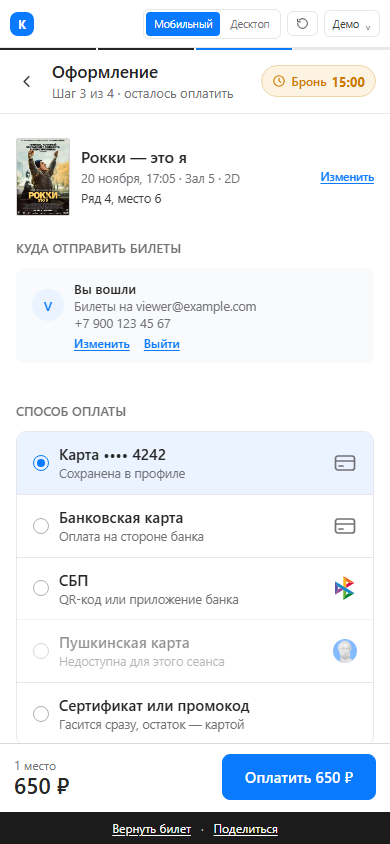 K
Мобильный Десктоп Демо
Оформление
Шаг 3 из 4 · осталось оплатить
Бронь 15:00
Рокки — это я
20 ноября, 17:05 · Зал 5 · 2D
Ряд 4, место 6
Изменить
РОККИ
КУДА ОТПРАВИТЬ БИЛЕТЫ
V
Вы вошли
Билеты на viewer@example.com
+7 900 123 45 67
Изменить Выйти
СПОСОБ ОПЛАТЫ
Карта •••• 4242
Сохранена в профиле
Банковская карта
Оплата на стороне банка
СБП
QR-код или приложение банка
Пушкинская карта
Недоступна для этого сеанса
Сертификат или промокод
Гасится сразу, остаток — картой
1 место
650 ₽
Оплатить 650 ₽
Вернуть билет · Поделиться